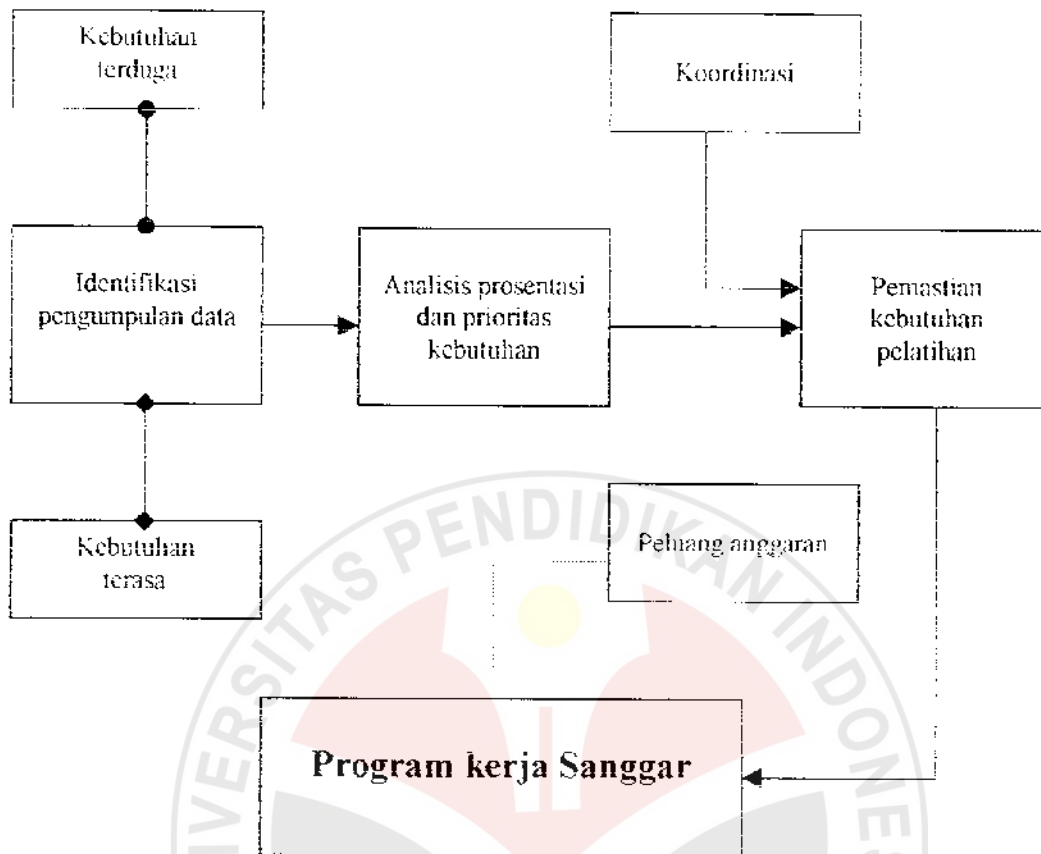 Kebutuhan
terduga
Koordinasi
Identifikasi
pengumpulan data
Analisis prosentasi
dan prioritas
kebutuhan
Pemastian
kebutuhan
pelatihan
Kebutuhan
terasa
Peluang anggaran
Program kerja Sanggar